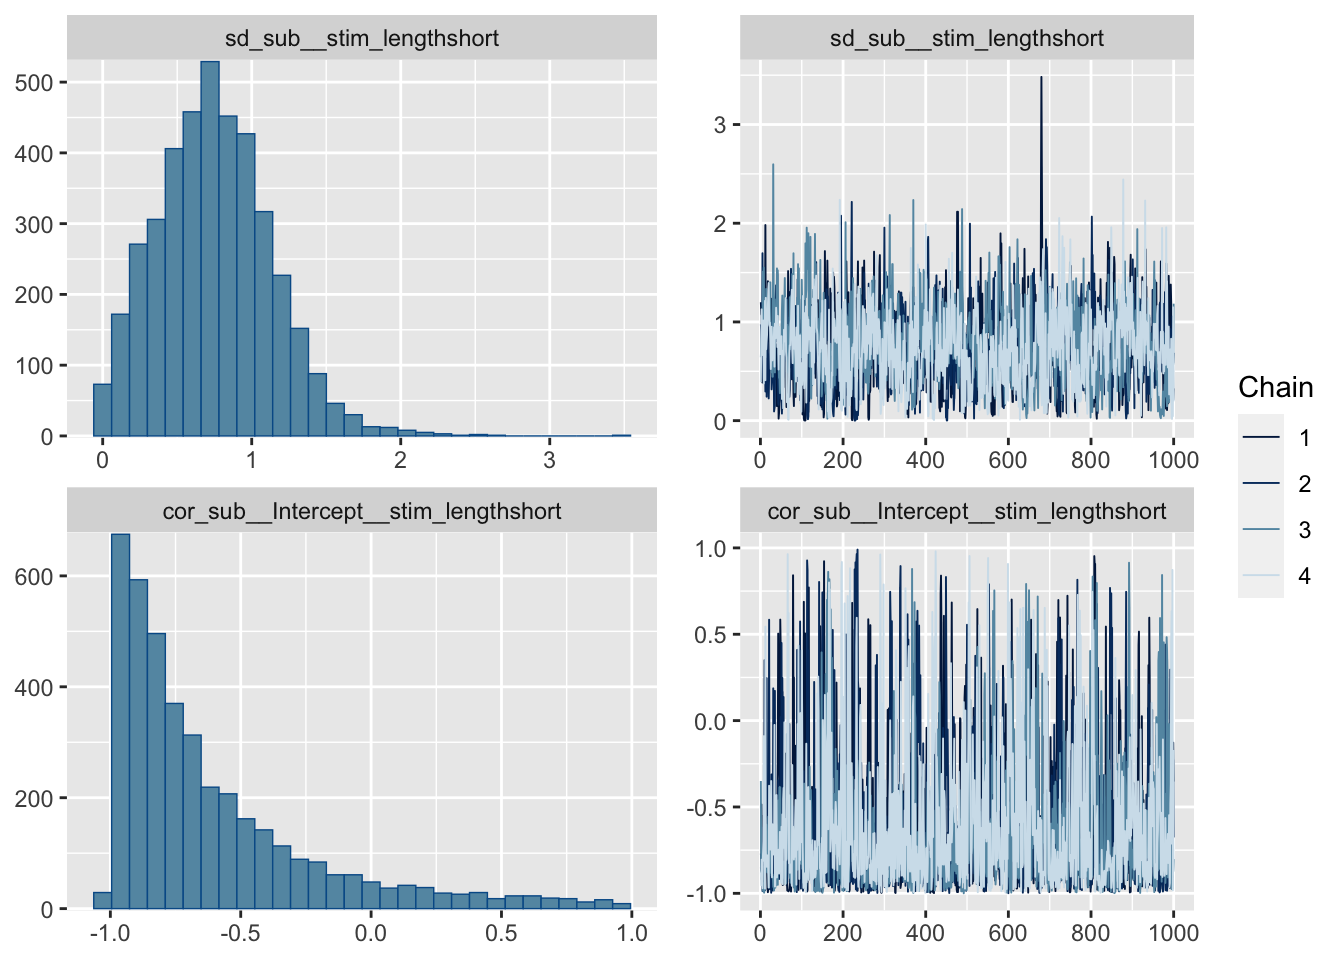 sd_sub__stim_lengthshort
500
400
300
200
100
0
0 1 2 3
sd_sub__stim_lengthshort
3
2
1
0
0 200 400 600 800 1000
cor_sub__Intercept__stim_lengthshort
600
400
200
0
-1.0 -0.5 0.0 0.5 1.0
cor_sub__Intercept__stim_lengthshort
1.0
0.5
0.0
-0.5
-1.0
0 200 400 600 800 1000
Chain
1
2
3
4